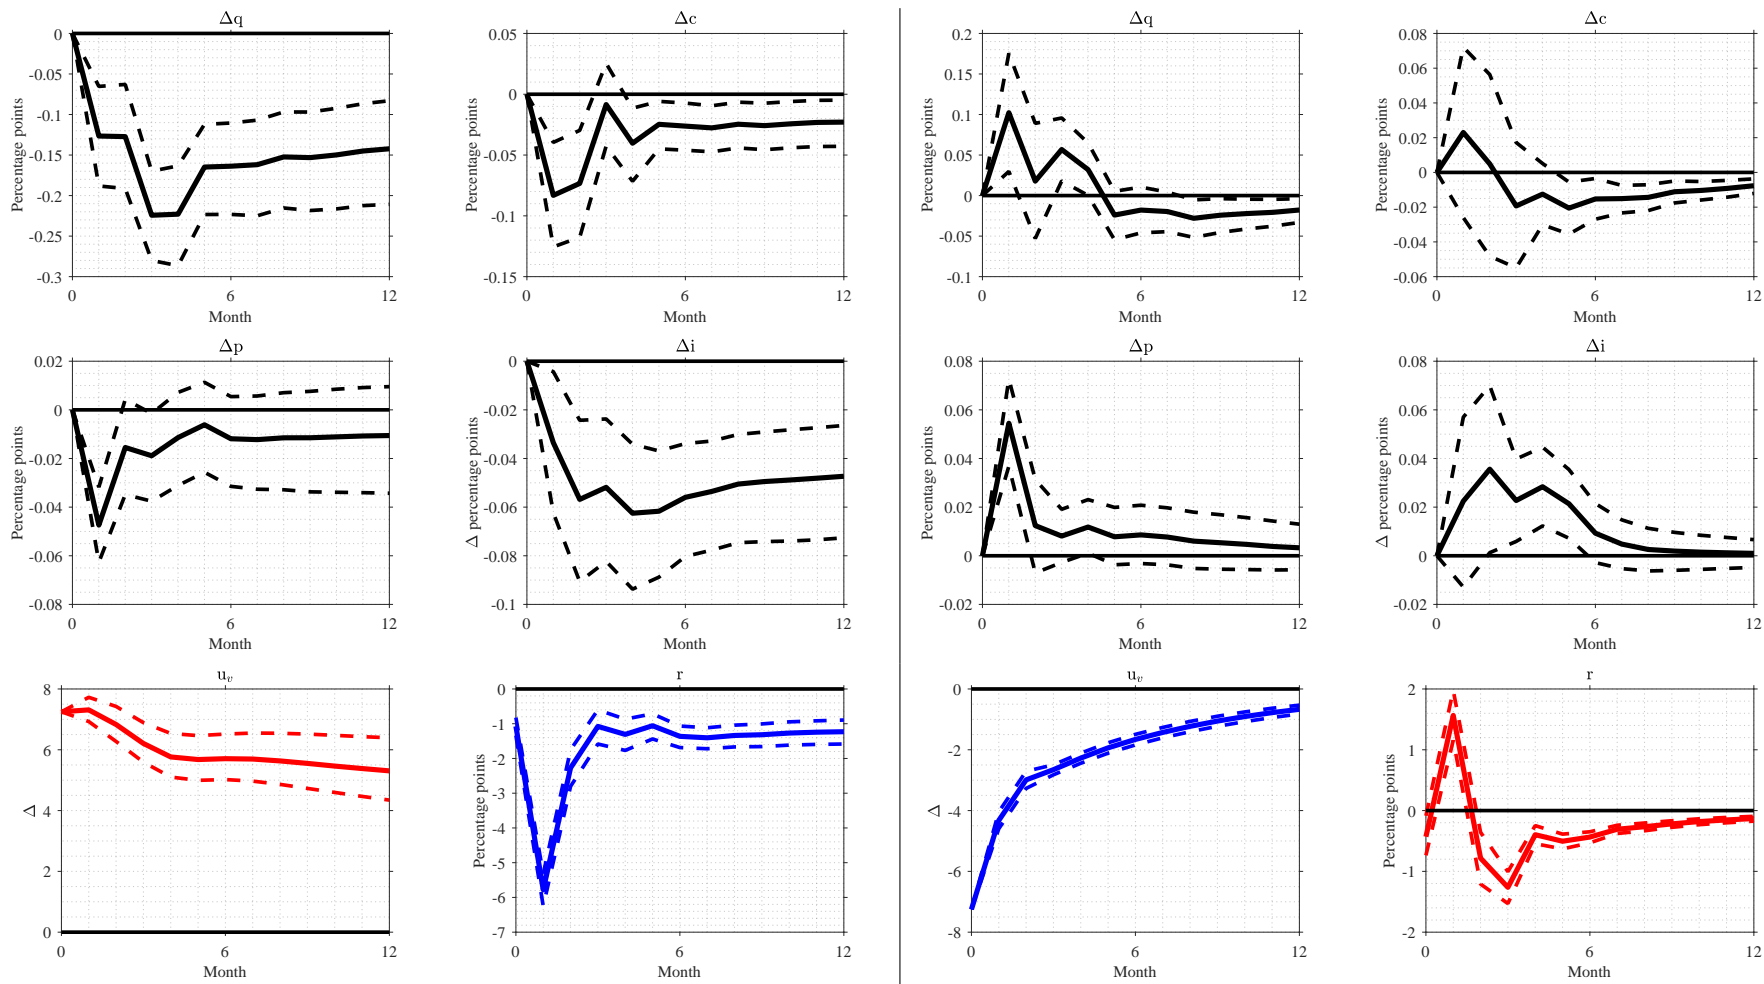 Δq
Percentage points
0
-0.05
-0.1
-0.15
-0.2
-0.25
-0.3
0 6 12
Month
Δc
Percentage points
0.05
0
-0.05
-0.1
-0.15
0 6 12
Month
Δq
Percentage points
0.2
0.15
0.1
0.05
0
-0.05
-0.1
0 6 12
Month
Δc
Percentage points
0.08
0.06
0.04
0.02
0
-0.02
-0.04
-0.06
0 6 12
Month
Δp
Percentage points
0.02
0
-0.02
-0.04
-0.06
-0.08
0 6 12
Month
Δi
Δ percentage points
0
-0.02
-0.04
-0.06
-0.08
-0.1
0 6 12
Month
Δp
Percentage points
0.08
0.06
0.04
0.02
0
-0.02
0 6 12
Month
Δi
Δ percentage points
0.08
0.06
0.04
0.02
0
-0.02
0 6 12
Month
u_v
Δ
8
6
4
2
0
0 6 12
Month
r
Percentage points
0
-1
-2
-3
-4
-5
-6
-7
0 6 12
Month
u_v
Δ
0
-2
-4
-6
-8
0 6 12
Month
r
Percentage points
2
1
0
-1
-2
0 6 12
Month